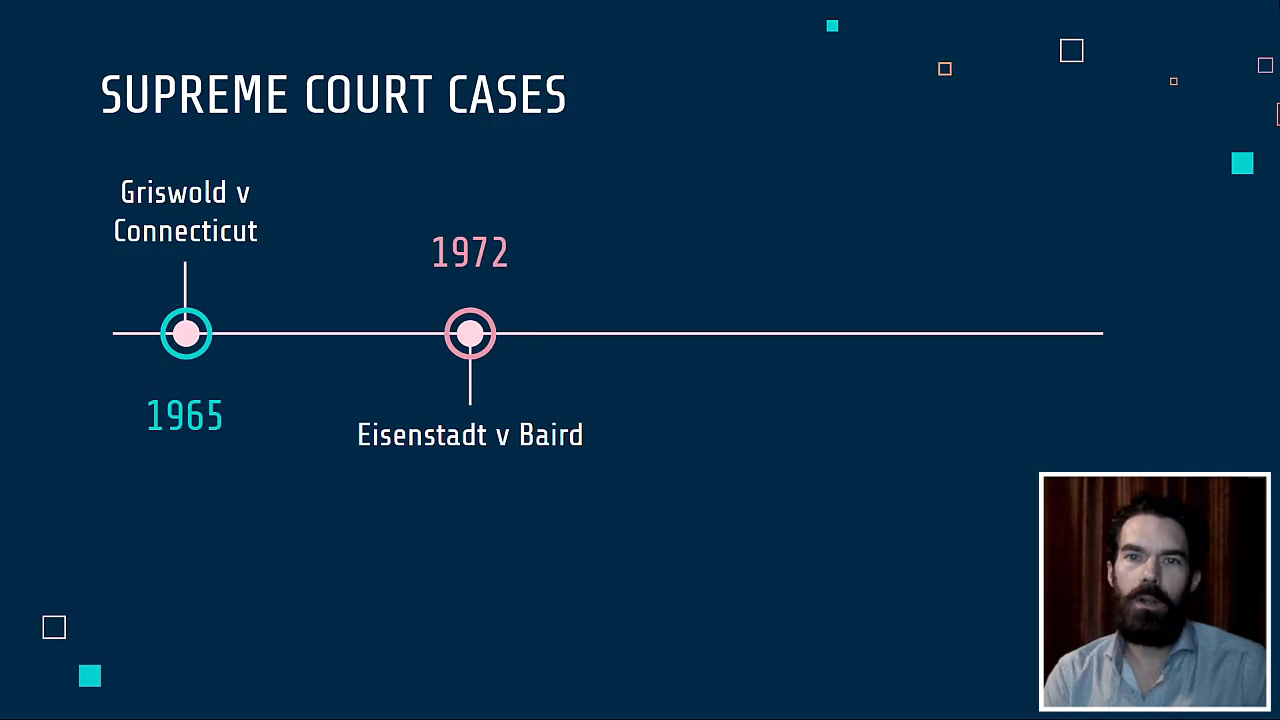 SUPREME COURT CASES
Griswold v
Connecticut
1972
1965
Eisenstadt v Baird